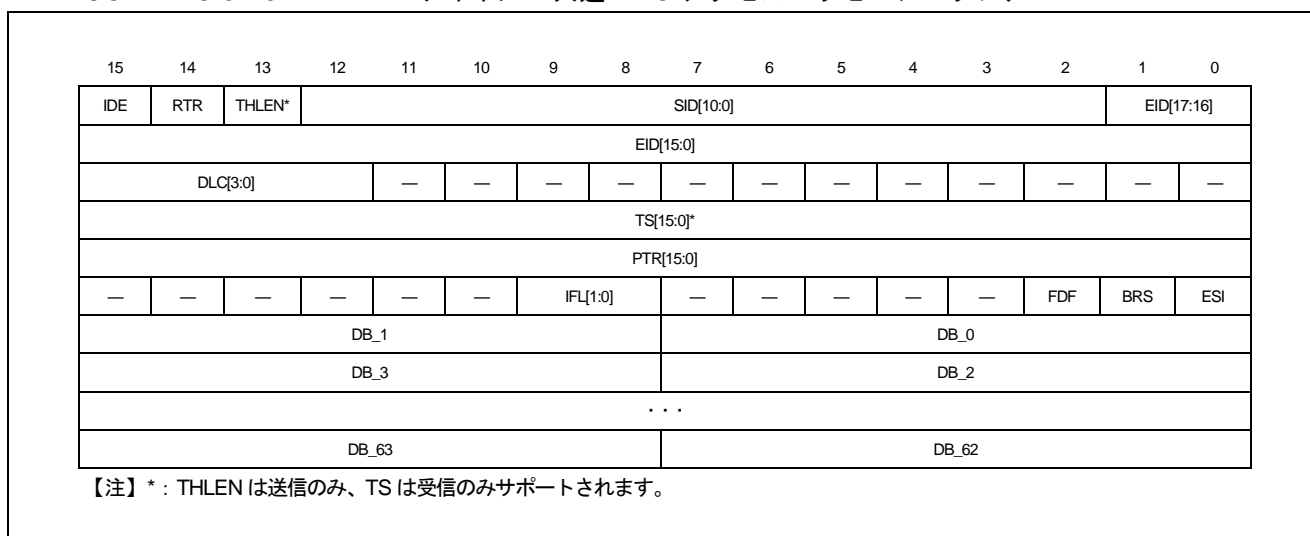 15 14 13 12 11 10 9 8 7 6 5 4 3 2 1 0
IDE RTR THLEN* SID[10:0] EID[17:16]
EID[15:0]
DLC[3:0] — — — — — — — — — — — —
TS[15:0]*
PTR[15:0]
— — — — — — IFL[1:0] — — — — — FDF BRS ESI
DB_1 DB_0
DB_3 DB_2
・・・
DB_63 DB_62
【注】*：THLEN は送信のみ、TS は受信のみサポートされます。